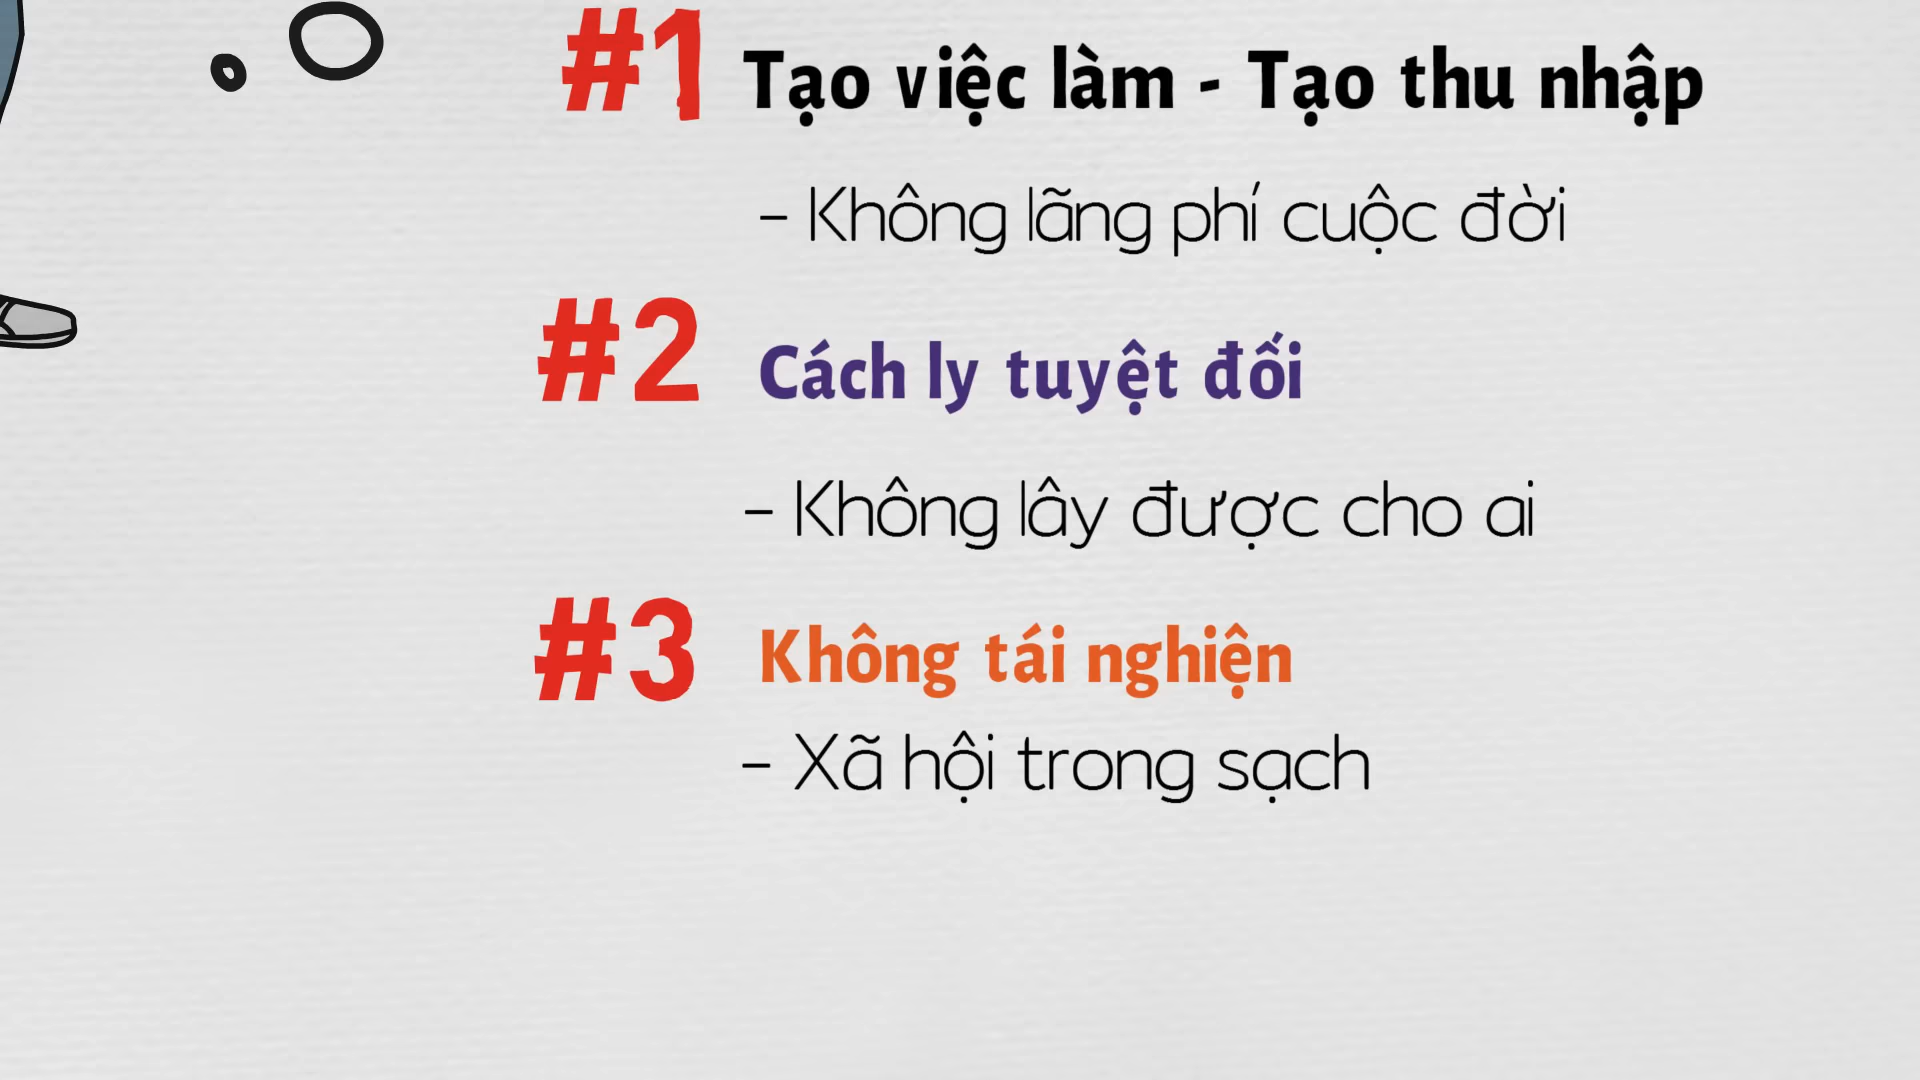 #1 Tạo việc làm - Tạo thu nhập
- Không lãng phí cuộc đời
#2 Cách ly tuyệt đối
- Không lây được cho ai
#3 Không tái nghiện
- Xã hội trong sạch